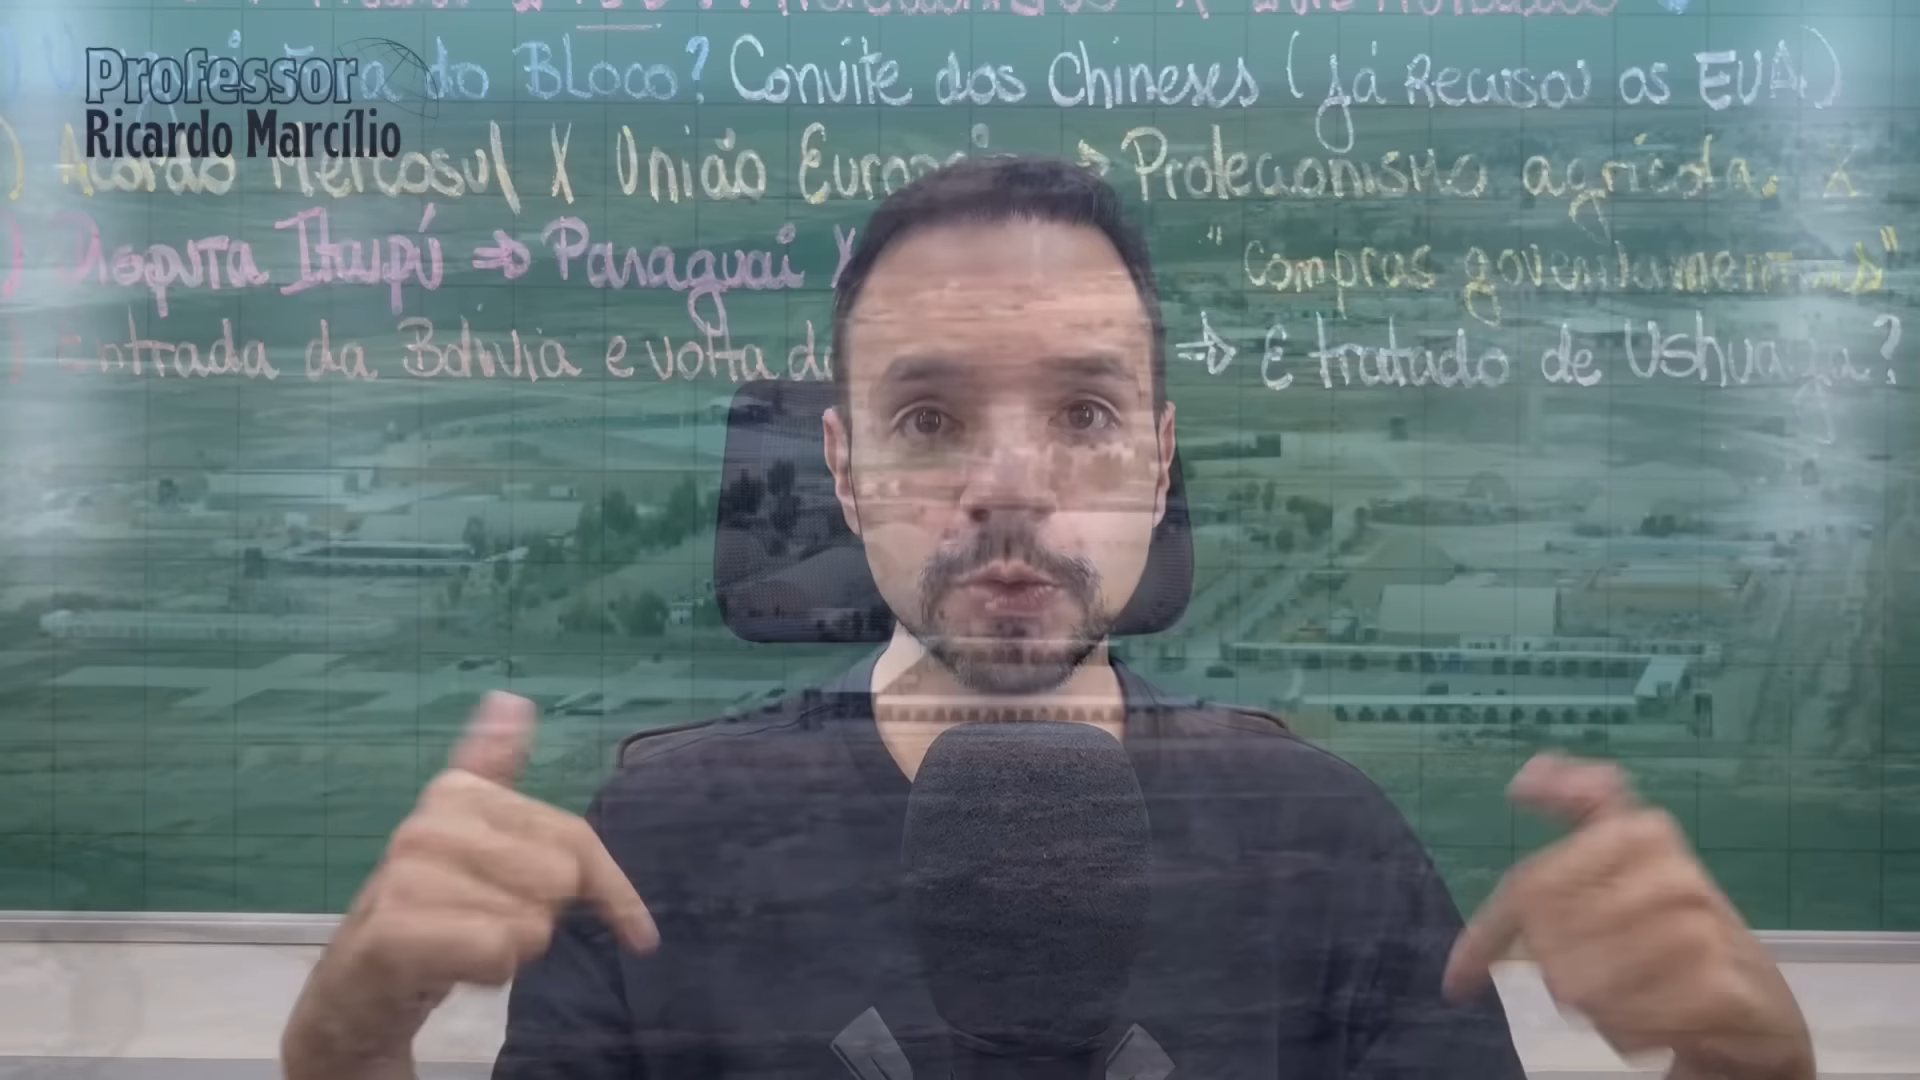 Professor
Ricardo Marcílio
do Bloco? Convite dos Chineses (já Recusou os EUA)
) Acordo Mercosul X União Europeia → Protecionismo agrícola. X
) Disputa Itaipú ⇒ Paraguai X "Compras governamentais"
) Entrada da Bolívia e volta da → E tratado de Ushuaia?